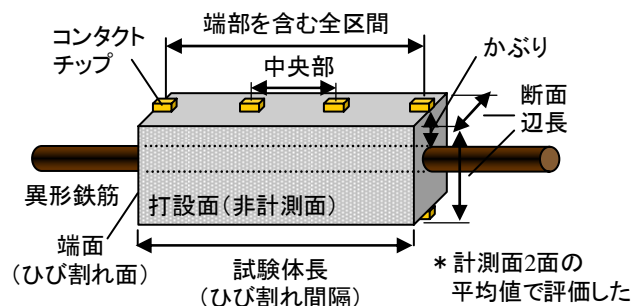 端部を含む全区間
コンタクト
チップ
中央部
かぶり
断面
辺長
異形鉄筋
打設面(非計測面)
端面
(ひび割れ面)
試験体長
(ひび割れ間隔)
*計測面2面の
平均値で評価した